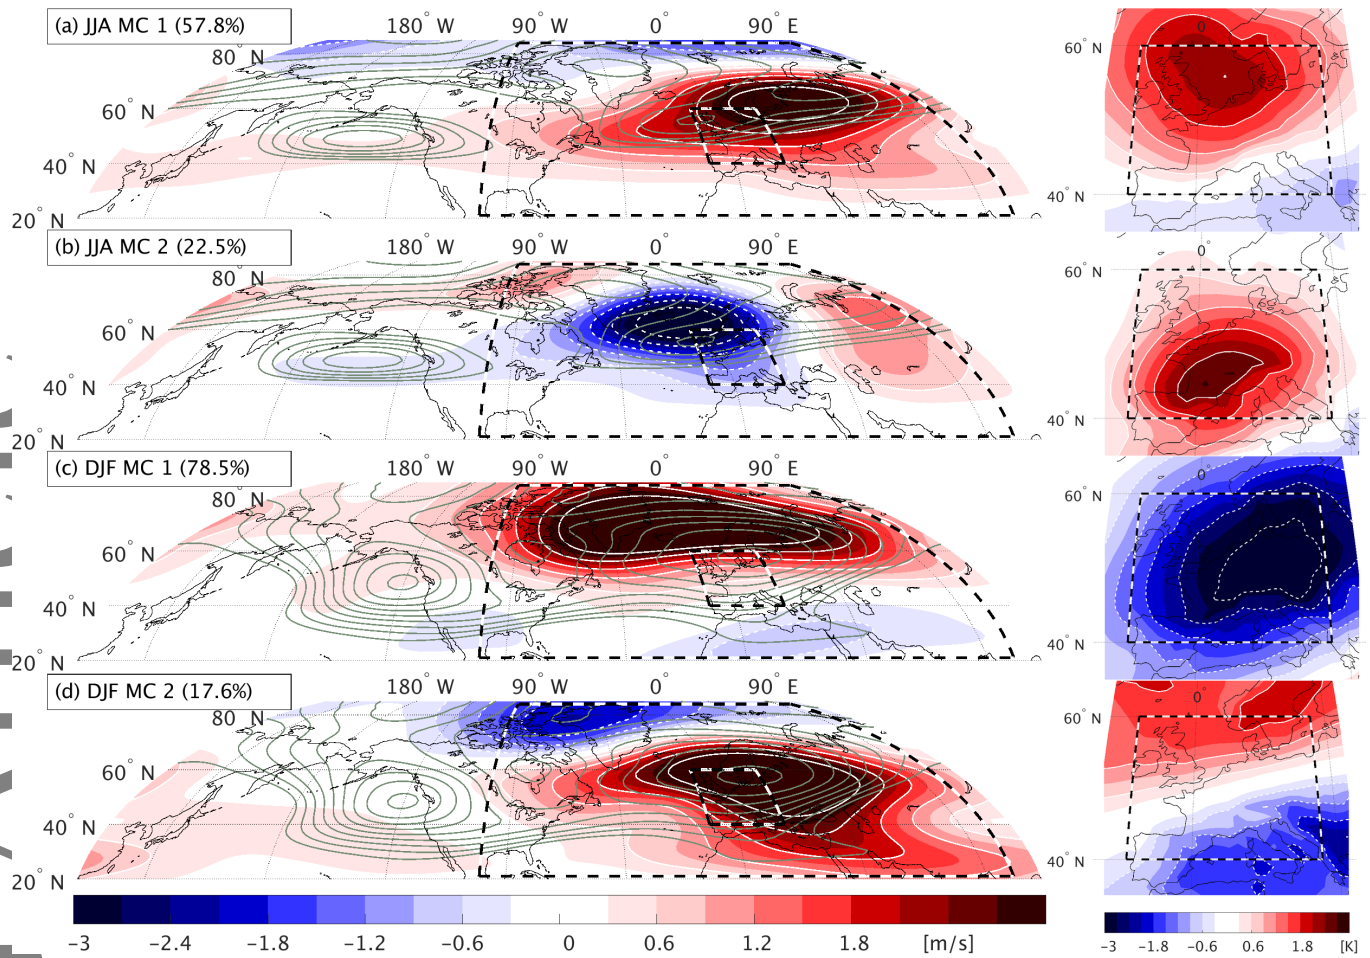 (a) JJA MC 1 (57.8%)
180° W 90° W 0° 90° E
80° N
60° N
40° N
20° N
0°
60° N
40° N
(b) JJA MC 2 (22.5%)
180° W 90° W 0° 90° E
80° N
60° N
40° N
20° N
0°
60° N
40° N
(c) DJF MC 1 (78.5%)
180° W 90° W 0° 90° E
80° N
60° N
40° N
20° N
0°
60° N
40° N
(d) DJF MC 2 (17.6%)
180° W 90° W 0° 90° E
80° N
60° N
40° N
20° N
0°
60° N
40° N
−3 −2.4 −1.8 −1.2 −0.6 0 0.6 1.2 1.8 [m/s]
−3 −1.8 −0.6 0.6 1.8 [K]